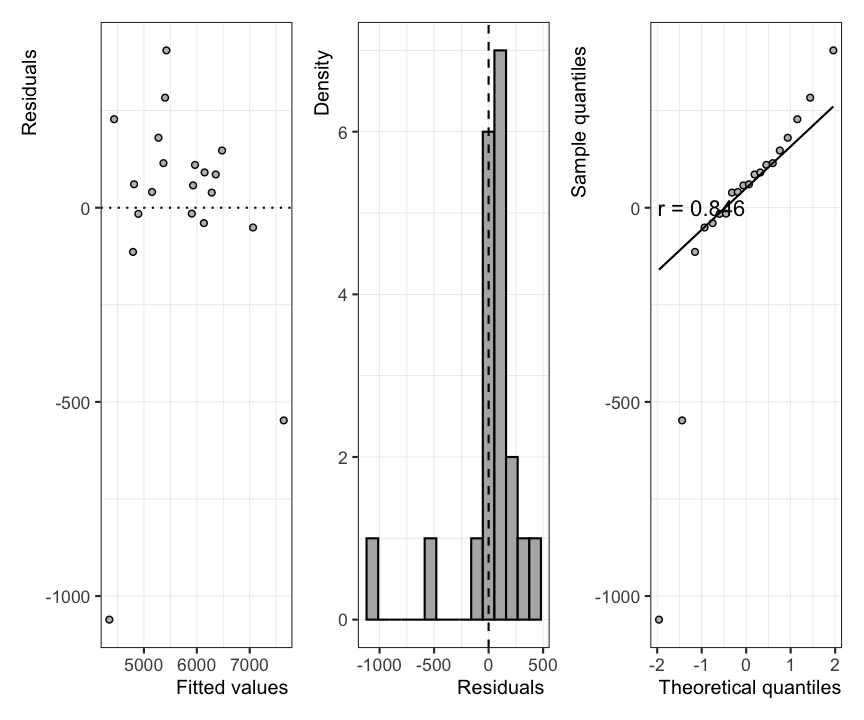 Residuals
0
-500
-1000
5000 6000 7000
Fitted values
Density
6
4
2
0
-1000 -500 0 500
Residuals
Sample quantiles
0
-500
-1000
r = 0.846
-2 -1 0 1 2
Theoretical quantiles